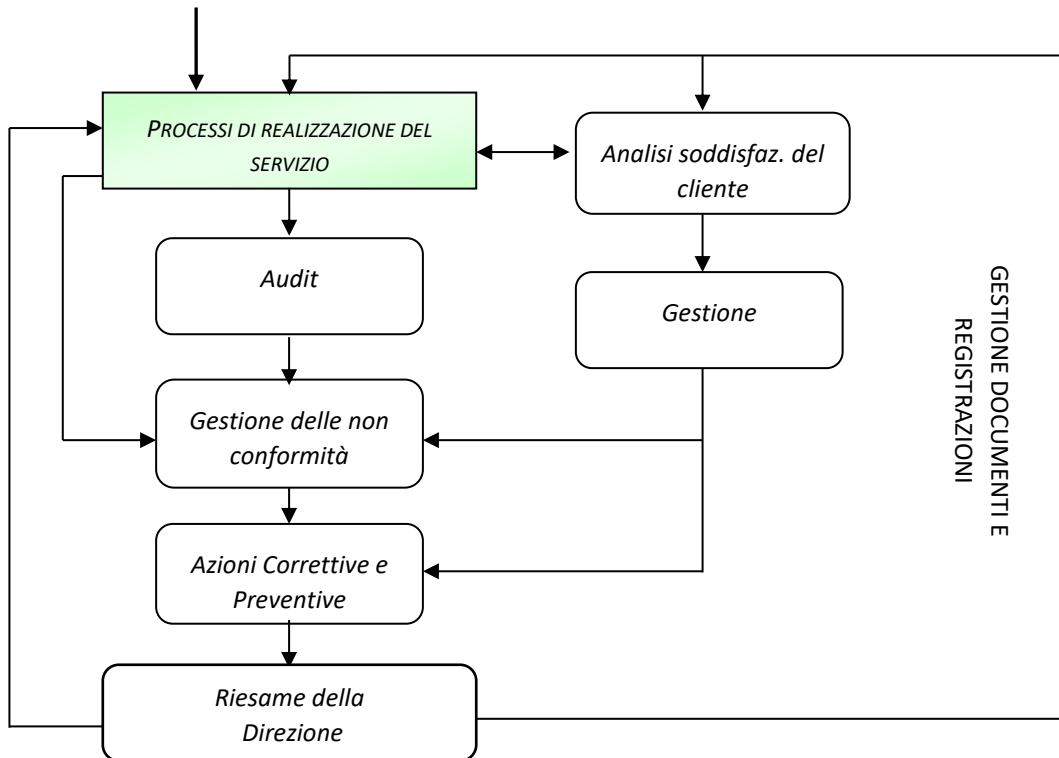 PROCESSI DI REALIZZAZIONE DEL
SERVIZIO
Analisi soddisfaz. del
cliente
Audit
Gestione
Gestione delle non
conformità
Azioni Correttive e
Preventive
Riesame della
Direzione
GESTIONE DOCUMENTI E
REGISTRAZIONI